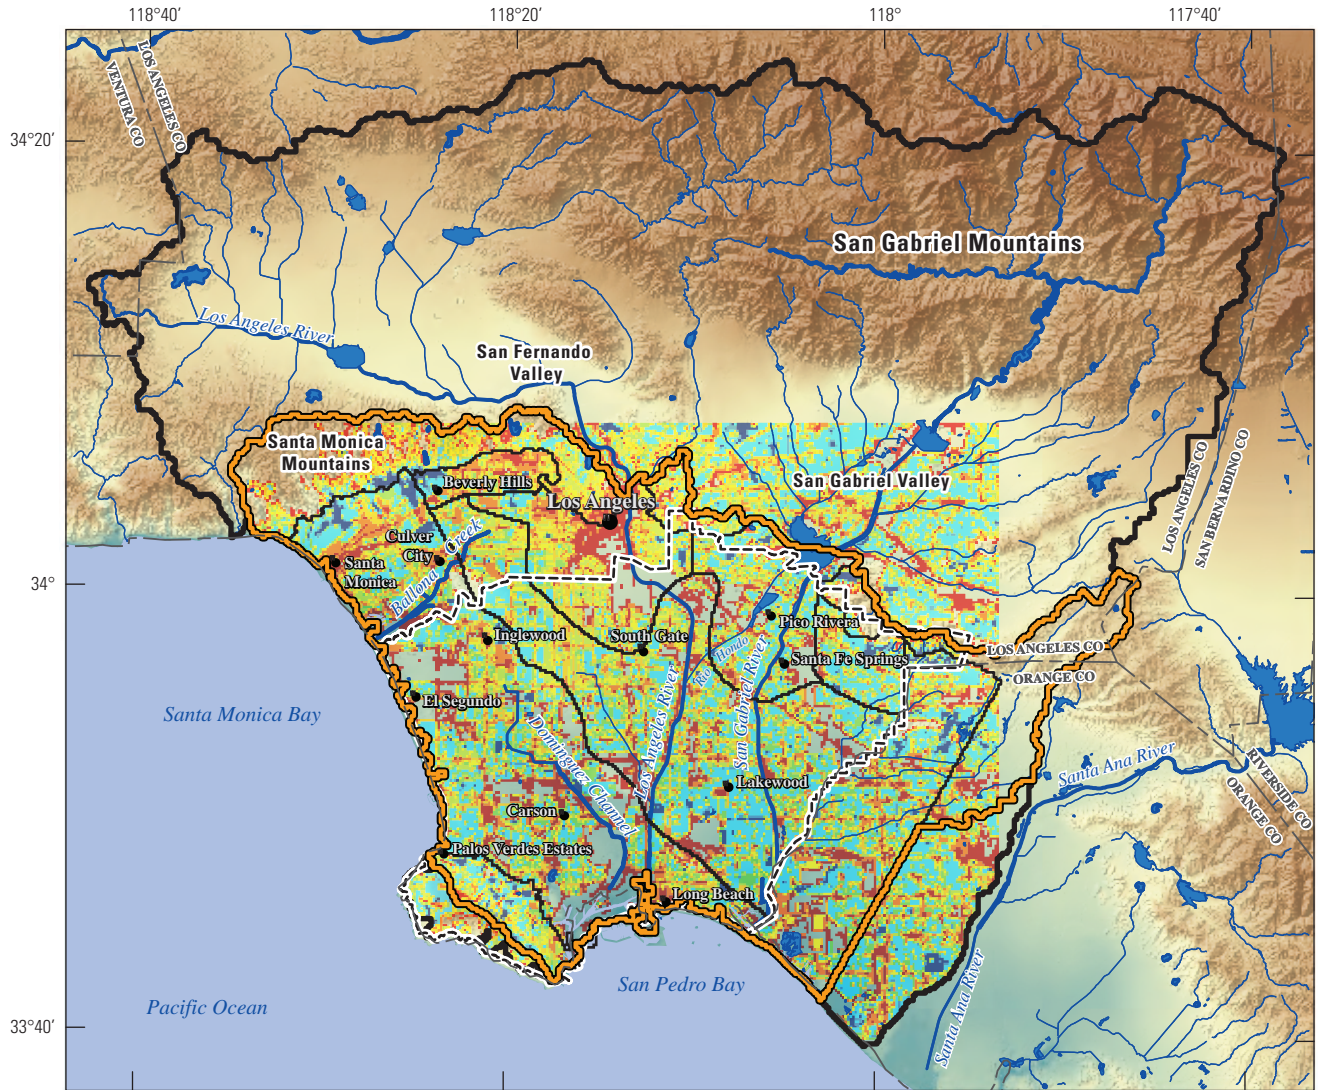 118°40′
118°20′
118°
117°40′
34°20′
34°
33°40′
LOS ANGELES CO
VENTURA CO
San Gabriel Mountains
Los Angeles River
San Fernando
Valley
Santa Monica
Mountains
Beverly Hills
Los Angeles
San Gabriel Valley
LOS ANGELES CO
SAN BERNARDINO CO
Culver
City
Ballona Creek
Santa
Monica
Inglewood
South Gate
Pico Rivera
Rio Hondo
Santa Fe Springs
LOS ANGELES CO
ORANGE CO
El Segundo
Santa Monica Bay
Dominguez Channel
Los Angeles River
San Gabriel River
Lakewood
Santa Ana River
RIVERSIDE CO
ORANGE CO
Carson
Palos Verdes Estates
Long Beach
San Pedro Bay
Pacific Ocean
Santa Ana River